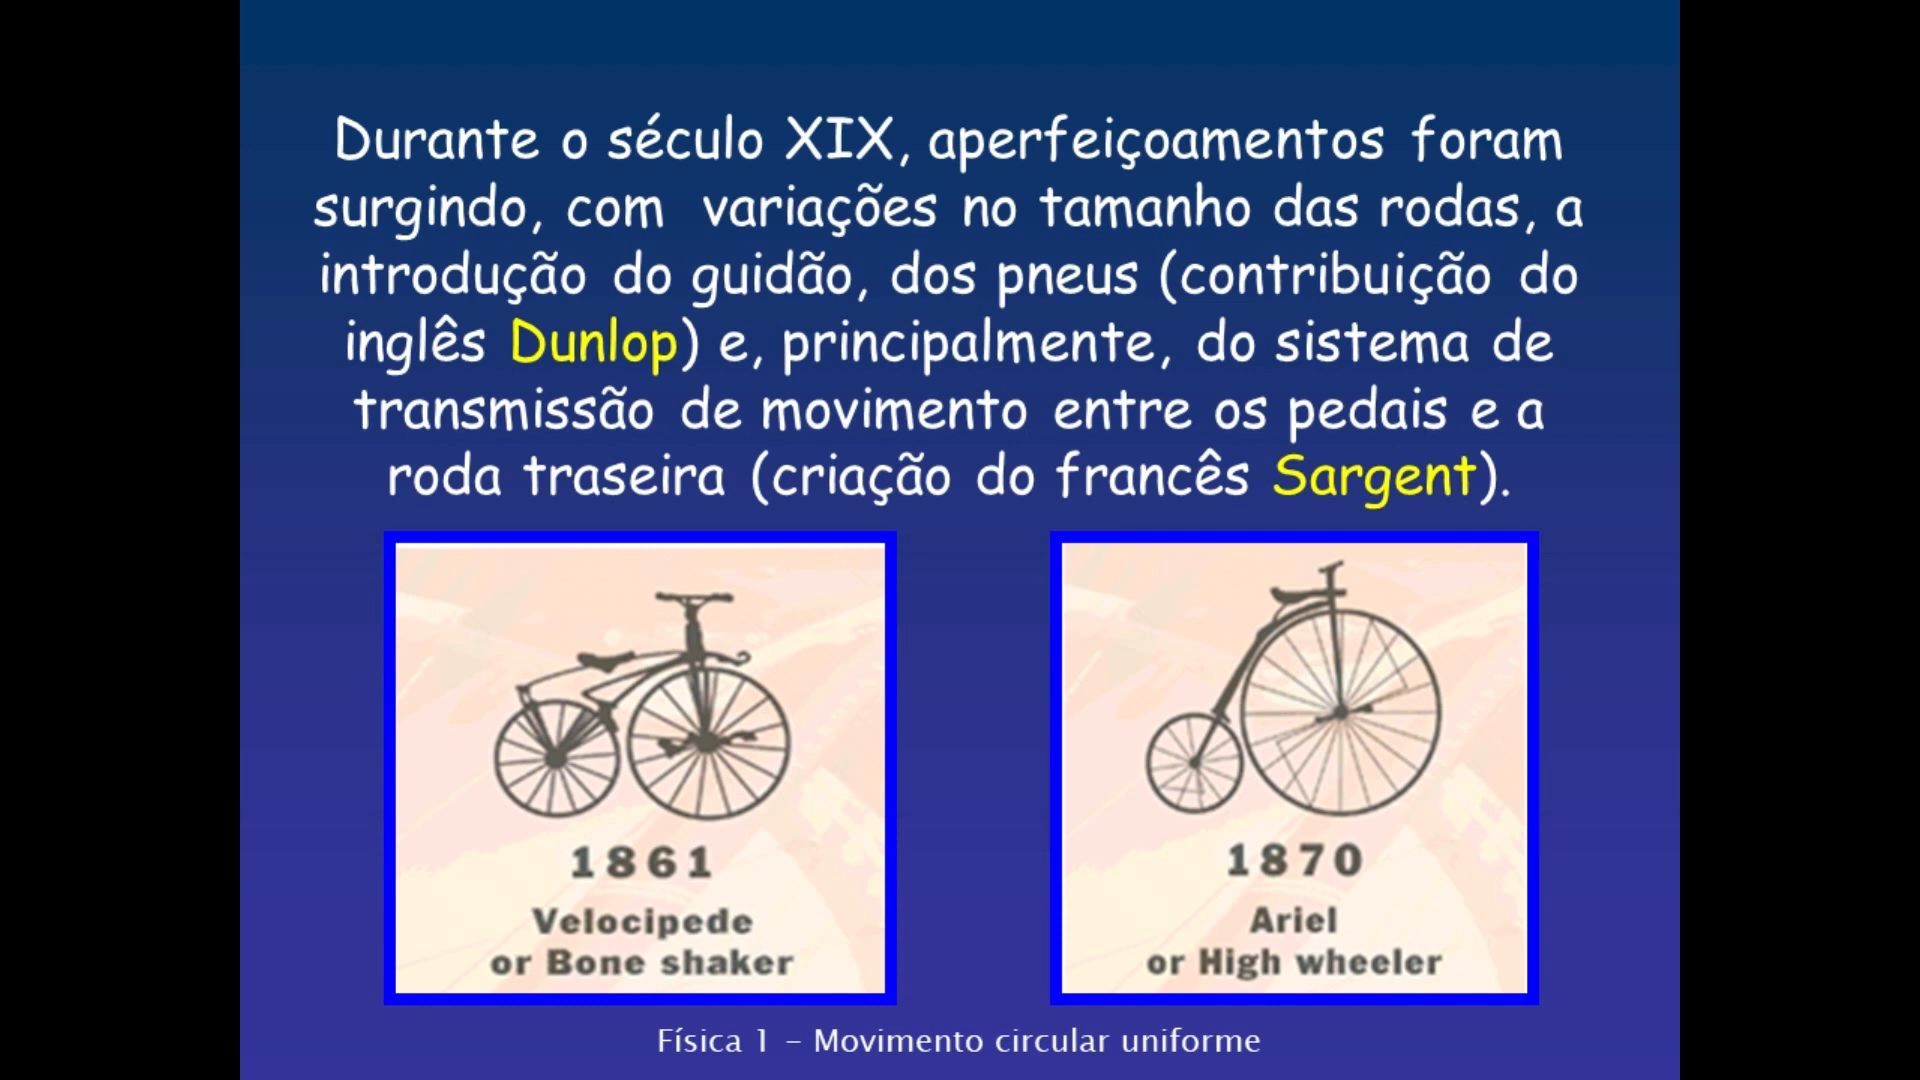 Durante o século XIX, aperfeiçoamentos foram
surgindo, com variações no tamanho das rodas, a
introdução do guidão, dos pneus (contribuição do
inglês Dunlop) e, principalmente, do sistema de
transmissão de movimento entre os pedais e a
roda traseira (criação do francês Sargent).
1861
Velocipede
or Bone shaker
1870
Ariel
or High wheeler
Física 1 – Movimento circular uniforme